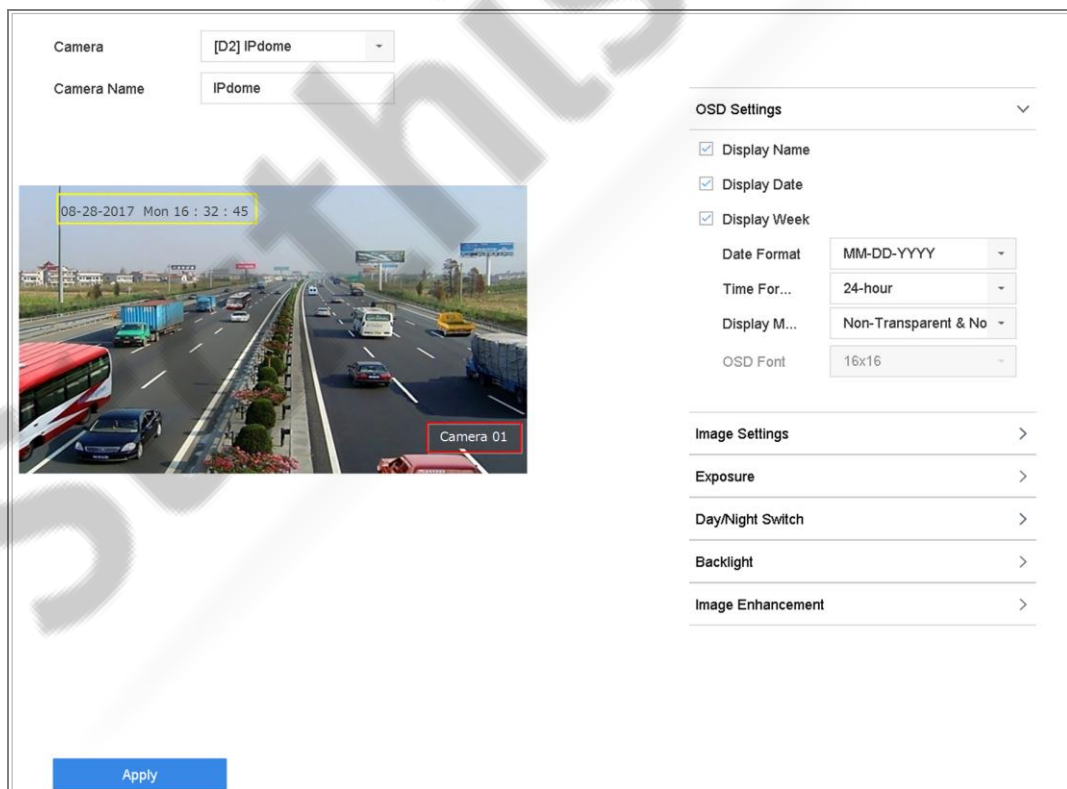 Camera [D2] IPdome
Camera Name IPdome
OSD Settings
Display Name
Display Date
Display Week
Date Format MM-DD-YYYY
Time For... 24-hour
Display M... Non-Transparent & No
OSD Font 16x16
08-28-2017 Mon 16 : 32 : 45
Camera 01
Image Settings
Exposure
Day/Night Switch
Backlight
Image Enhancement
Apply